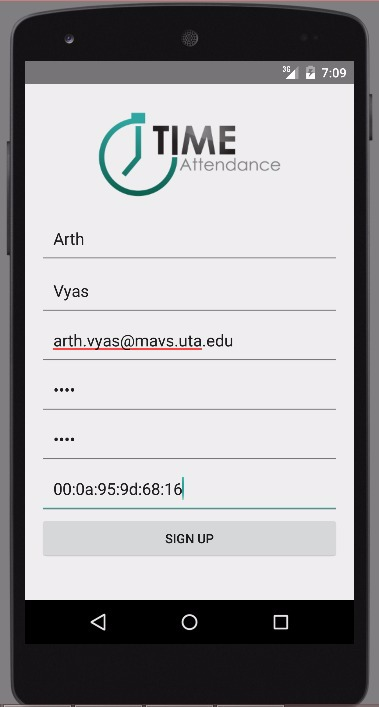 3G 7:09
TIME
Attendance
Arth
Vyas
arth.vyas@mavs.uta.edu
••••
••••
00:0a:95:9d:68:16
SIGN UP